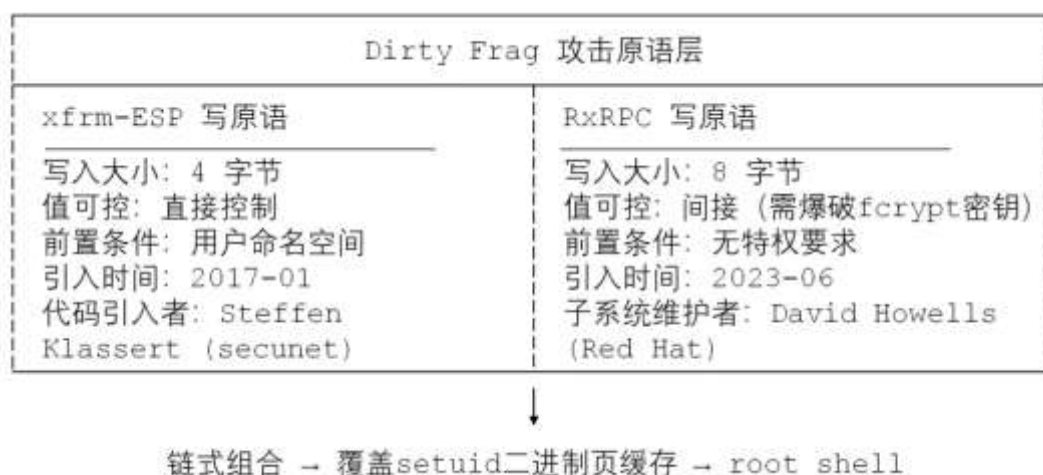 Dirty Frag 攻击原语层
xfrm-ESP 写原语
写入大小: 4 字节
值可控: 直接控制
前置条件: 用户命名空间
引入时间: 2017-01
代码引入者: Steffen
Klassert (secunet)
RxRPC 写原语
写入大小: 8 字节
值可控: 间接 (需爆破fcrypt密钥)
前置条件: 无特权要求
引入时间: 2023-06
子系统维护者: David Howells
(Red Hat)
链式组合 → 覆盖setuid二进制页缓存 → root shell